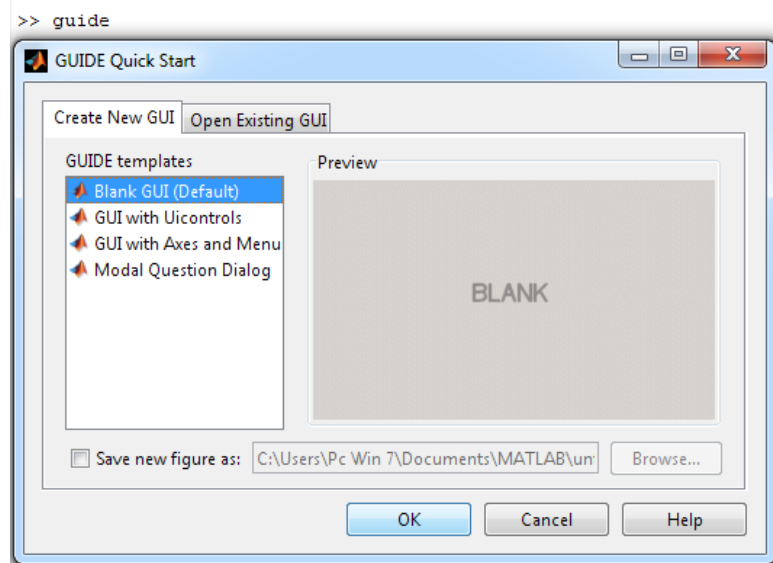 >> guide
GUIDE Quick Start
Create New GUI Open Existing GUI
GUIDE templates
Preview
Blank GUI (Default)
GUI with Uicontrols
GUI with Axes and Menu
Modal Question Dialog
BLANK
Save new figure as: C:\Users\Pc Win 7\Documents\MATLAB\un Browse...
OK Cancel Help